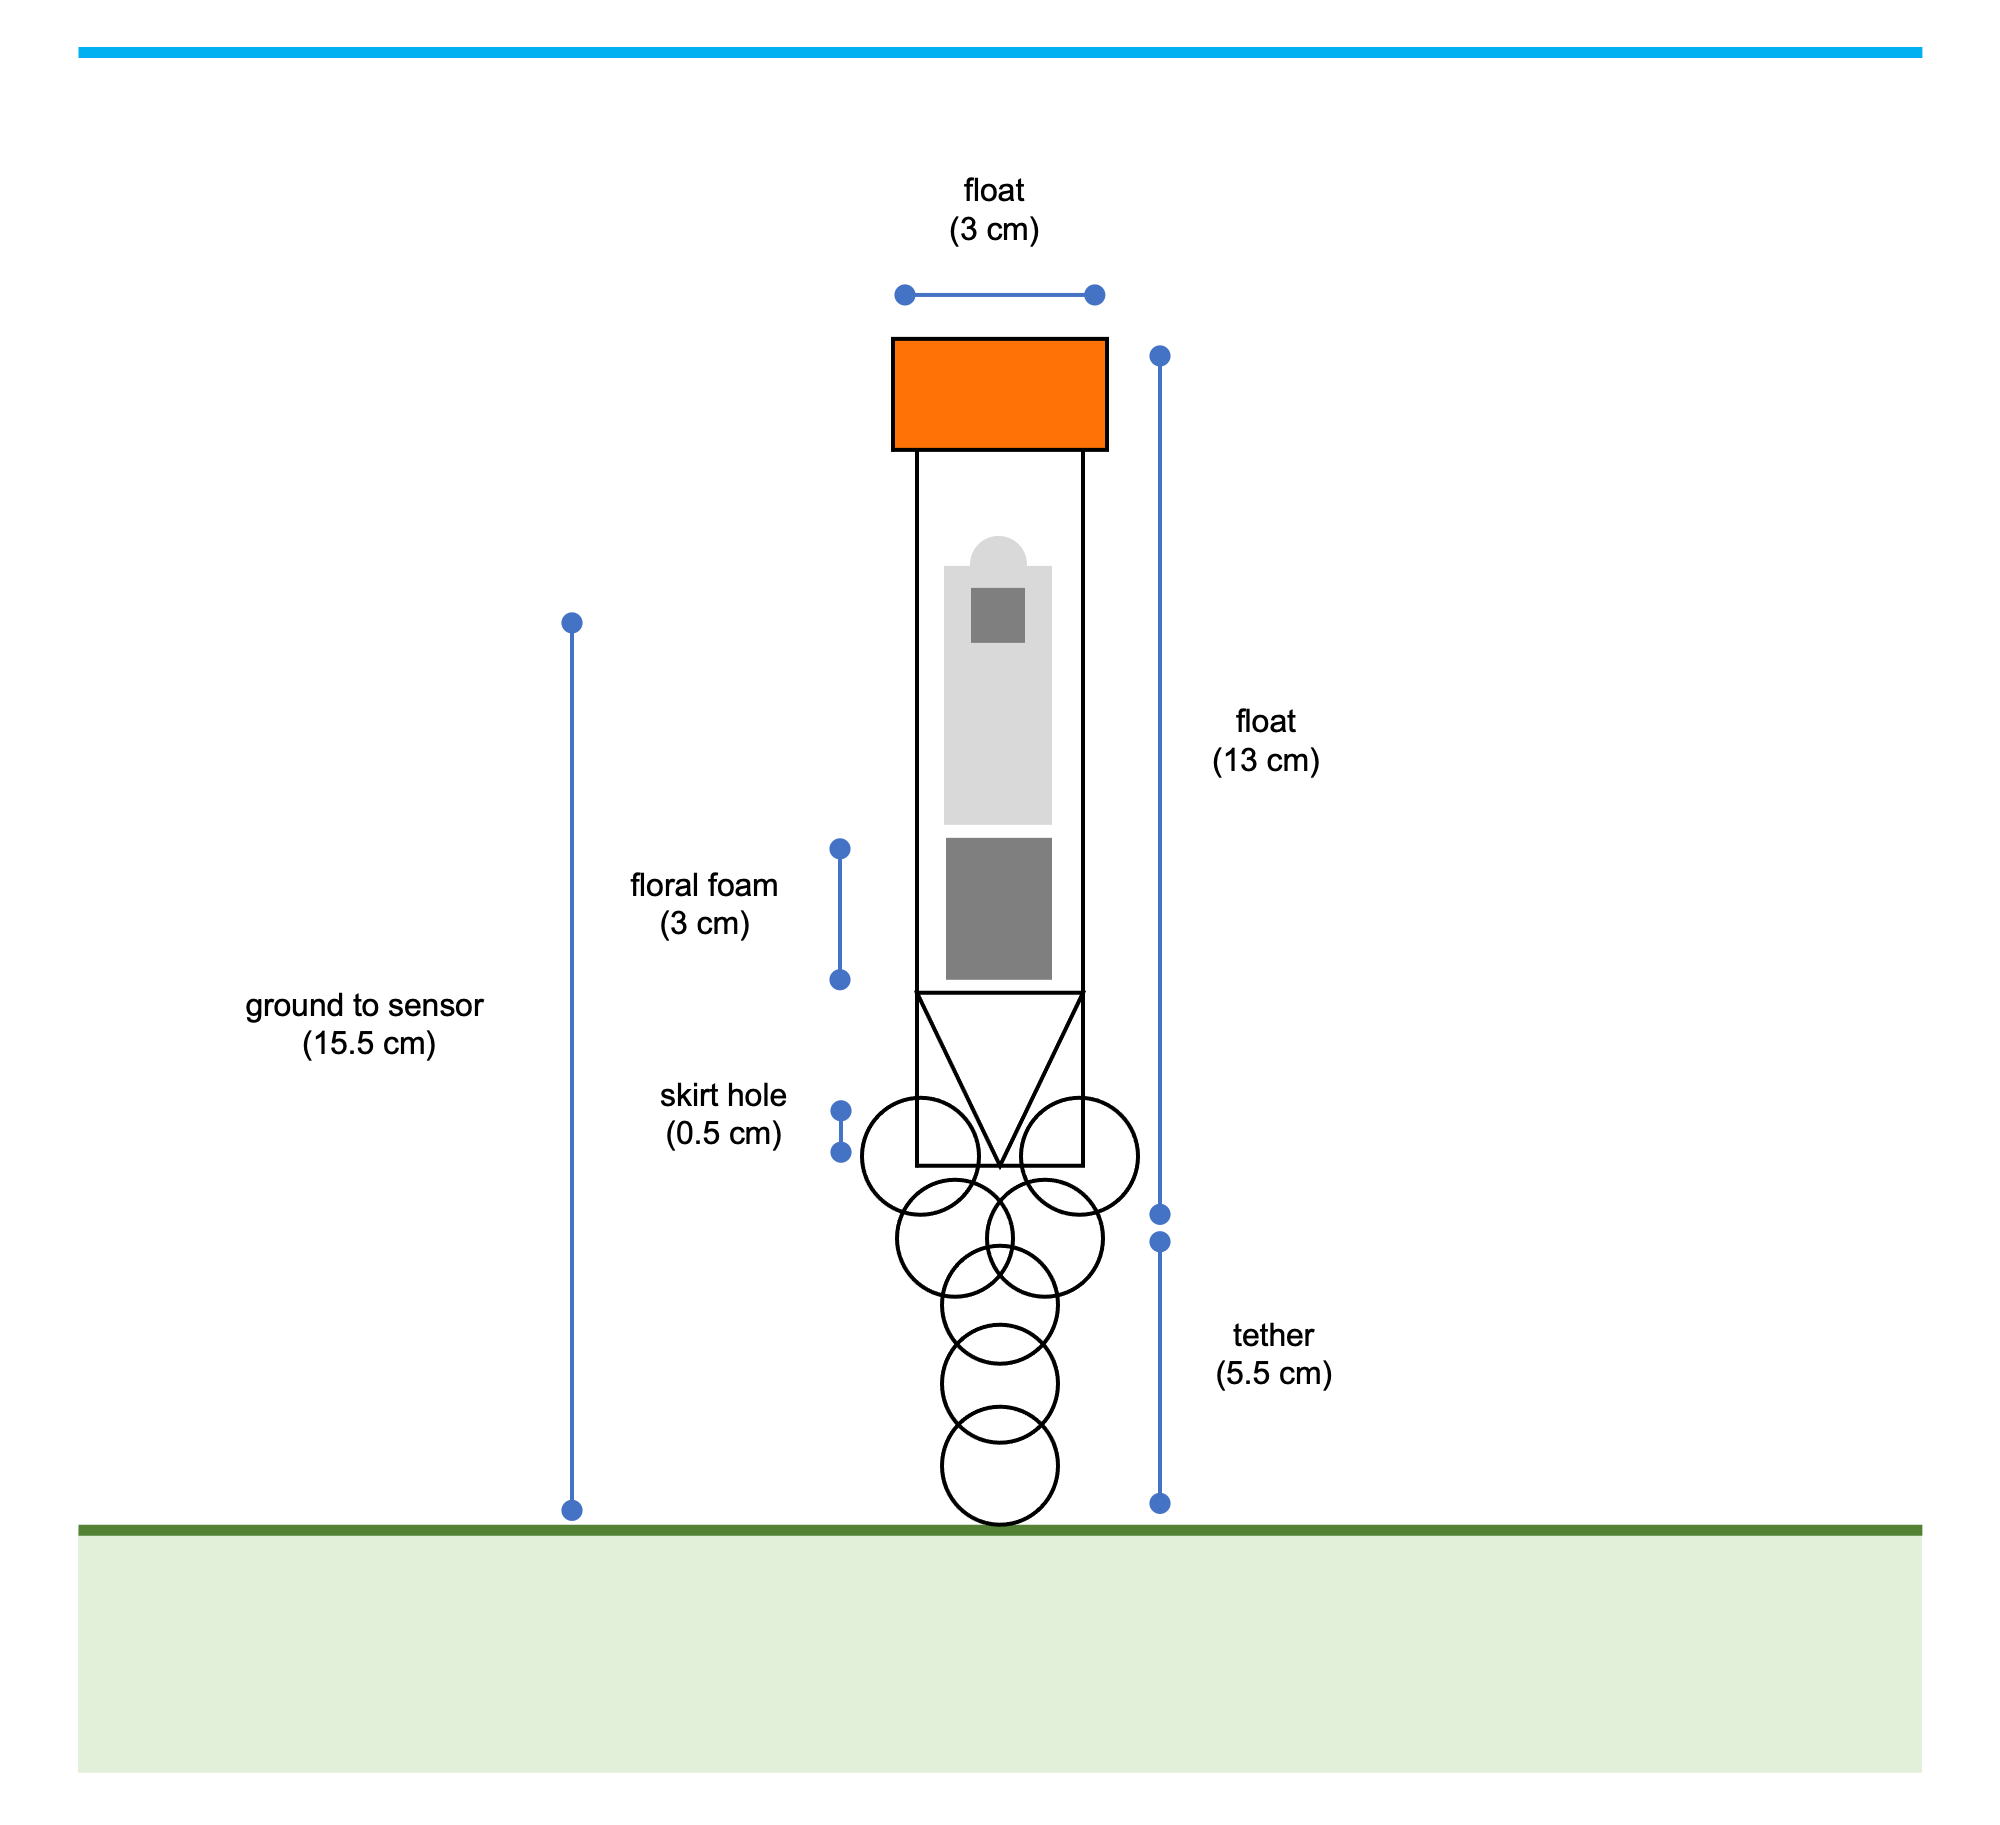 float
(3 cm)
float
(13 cm)
floral foam
(3 cm)
ground to sensor
(15.5 cm)
skirt hole
(0.5 cm)
tether
(5.5 cm)